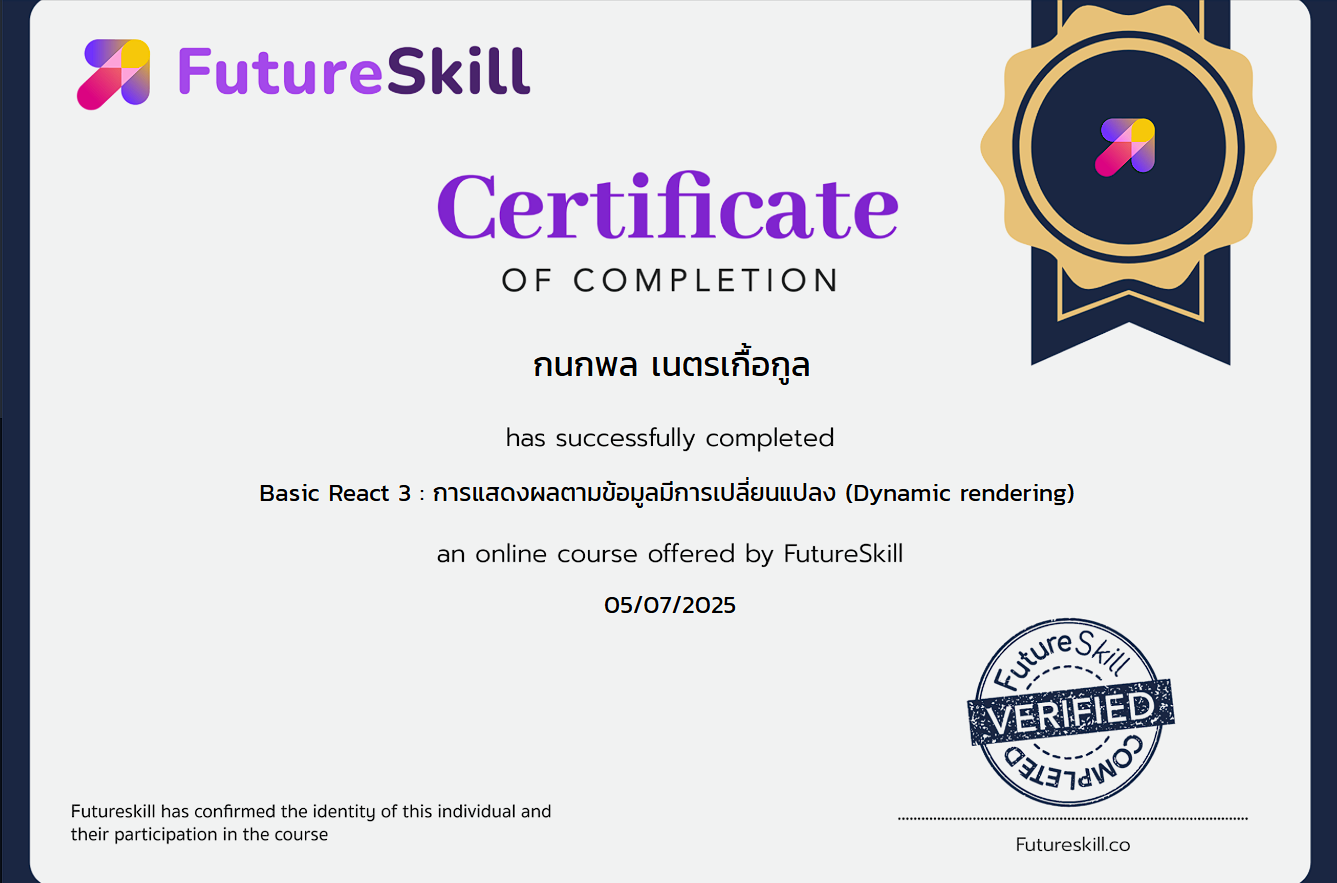 FutureSkill
Certificate
OF COMPLETION
กนกพล เนตรเกื้อกูล
has successfully completed
Basic React 3 : การแสดงผลตามข้อมูลมีการเปลี่ยนแปลง (Dynamic rendering)
an online course offered by FutureSkill
05/07/2025
FutureSkill
VERIFIED
COMPLETED
Futureskill has confirmed the identity of this individual and
their participation in the course
Futureskill.co